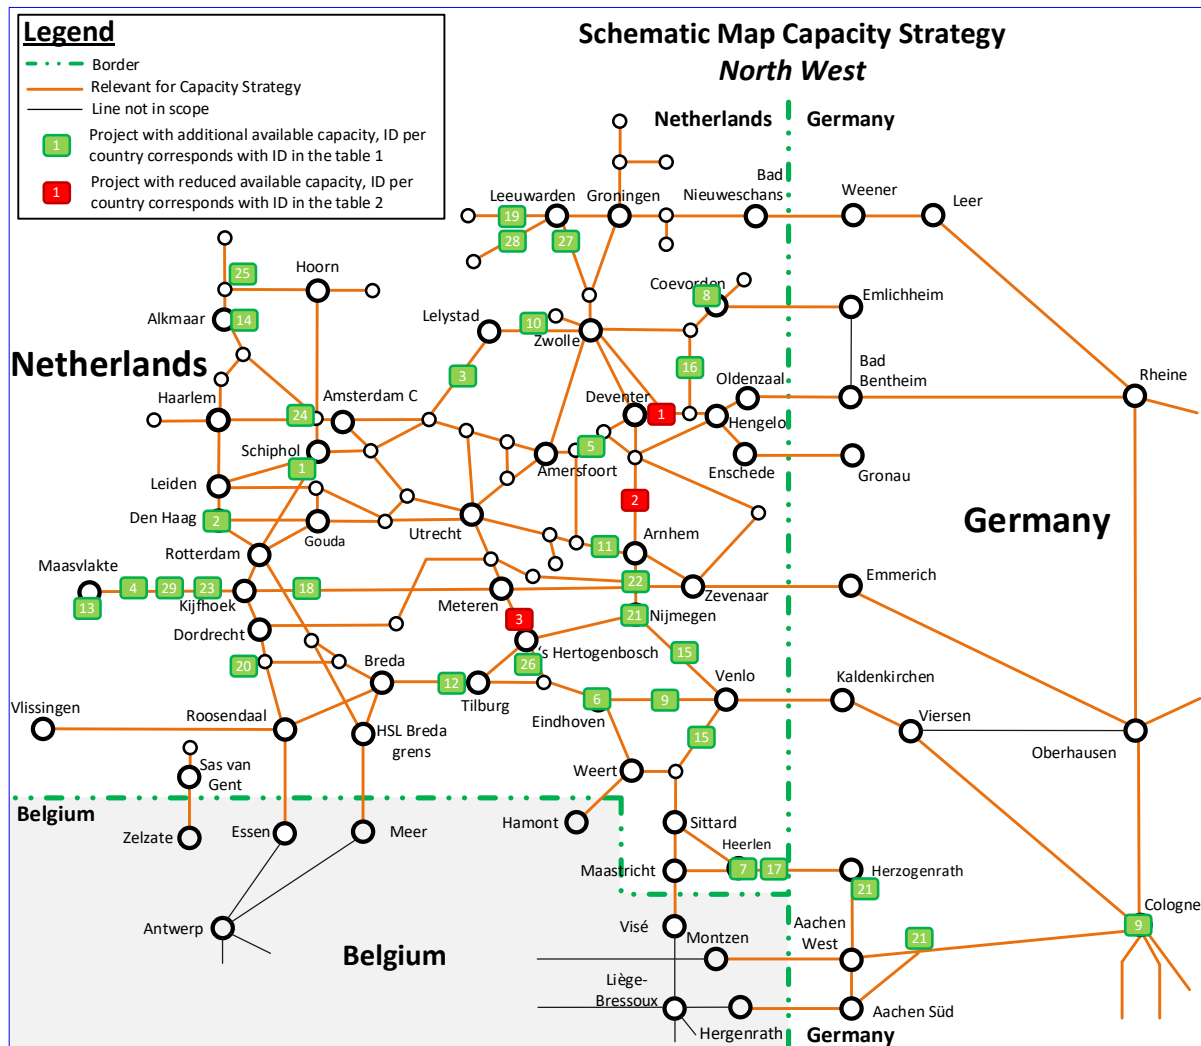 Legend
Border
Relevant for Capacity Strategy
Line not in scope
1
Project with additional available capacity, ID per
country corresponds with ID in the table 1
1
Project with reduced available capacity, ID per
country corresponds with ID in the table 2
Schematic Map Capacity Strategy
North West
Netherlands
Germany
Leeuwarden
Groningen
Bad
Nieuweschans
Weener
Leer
19
28
27
25
Hoorn
Alkmaar
14
Coevorden
8
Emlichheim
Lelystad
10
Zwolle
Netherlands
3
16
Bad
Bentheim
Oldenzaal
Rheine
Haarlem
24
Amsterdam C
Deventer
1
Hengelo
Schiphol
1
5
Amersfoort
Enschede
Gronau
Leiden
Den Haag
2
Gouda
Utrecht
2
Germany
Rotterdam
11
Arnhem
Maasvlakte
13
4
29
23
Kijfhoek
18
Meteren
22
Zevenaar
Emmerich
Dordrecht
3
21
Nijmegen
's Hertogenbosch
15
20
26
Breda
12
Tilburg
6
Eindhoven
9
Venlo
Kaldenkirchen
Vlissingen
Roosendaal
HSL Breda
grens
15
Viersen
Oberhausen
Sas van
Gent
Weert
Belgium
Zelzate
Essen
Meer
Hamont
Sittard
Heerlen
Maastricht
7
17
Herzogenrath
21
Antwerp
Belgium
Visé
Montzen
Aachen
West
21
Cologne
9
Liège-
Bressoux
Hergenrath
Aachen Süd
Germany